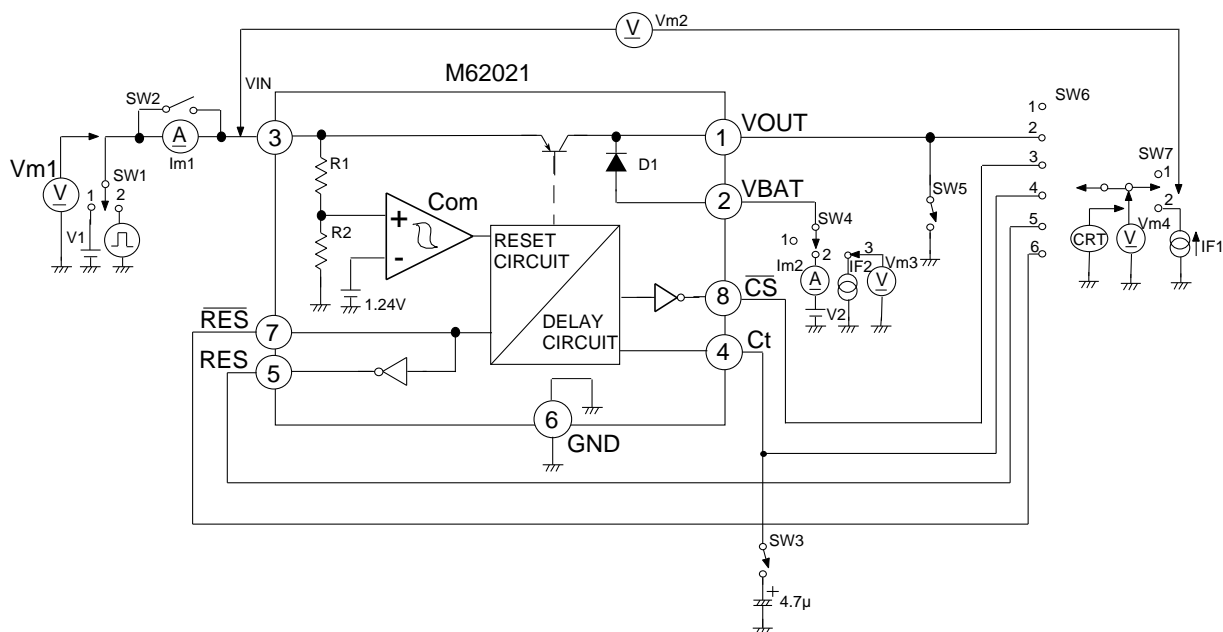 V Vm2
M62021
VIN
SW2
A
Im1
Vm1
V
SW1
1 2
V1
3
R1
R2
Com
+
-
1.24V
RESET
CIRCUIT
DELAY
CIRCUIT
D1
1 VOUT
2 VBAT
8 CS
4 Ct
RES
7
RES
5
6
GND
SW4
1
2
3
Im2
A
V2
IF2
Vm3
V
SW5
SW6
1
2
3
4
5
6
SW7
1
2
CRT
V
Vm4
IF1
SW3
+
4.7µ